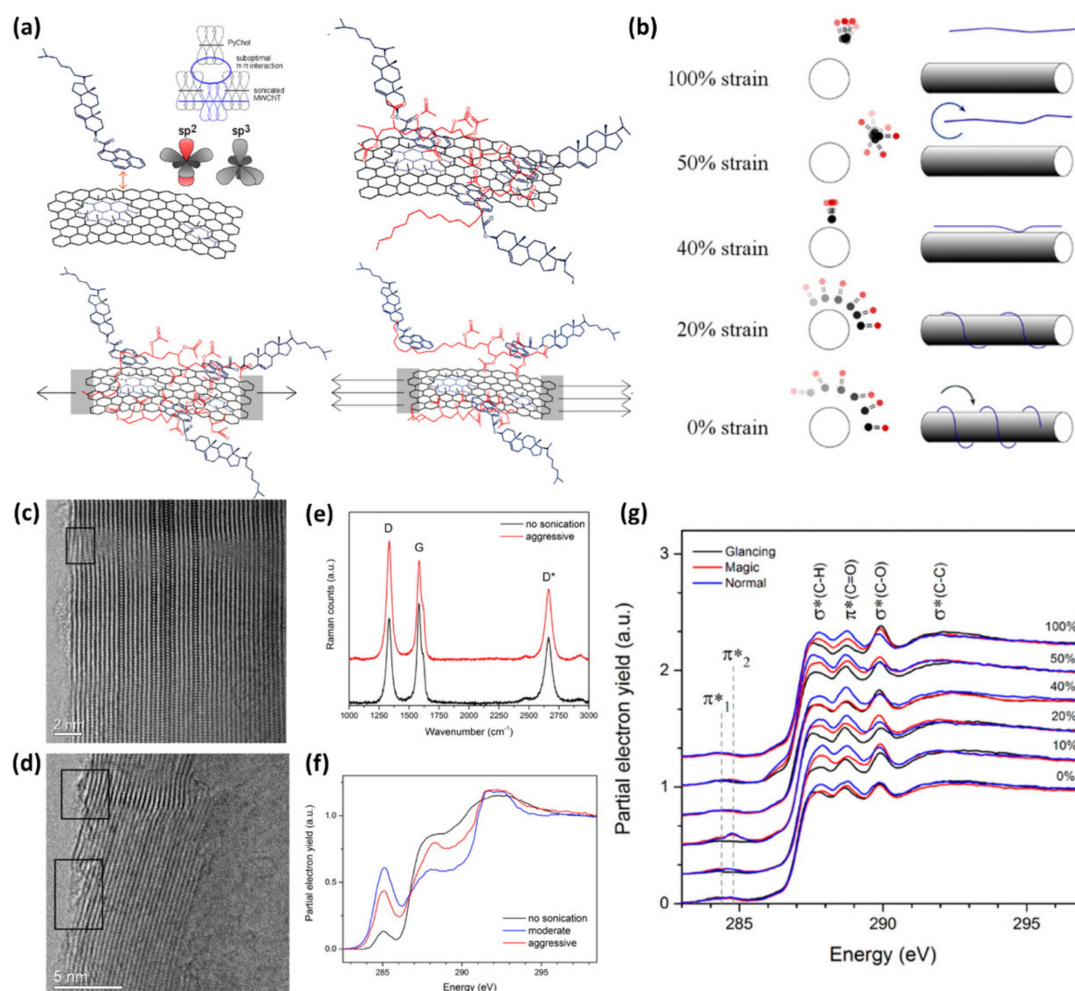 (a)
PyChol
suboptimal
π-π interaction
sonicated
MWCNT
sp²
sp³
(b)
100% strain
50% strain
40% strain
20% strain
0% strain
(c)
2 nm
(d)
5 nm
(e)
no sonication
aggressive
D
G
D*
Raman counts (a.u.)
1000 1250 1500 1750 2000 2250 2500 2750 3000
Wavenumber (cm⁻¹)
(f)
1.0
0.5
0.0
Partial electron yield (a.u.)
no sonication
moderate
aggressive
285 290 295
Energy (eV)
(g)
Glancing
Magic
Normal
σ*(C-H)
π*(C=O)
σ*(C-O)
σ*(C-C)
π*₁
π*₂
100%
50%
40%
20%
10%
0%
3
2
1
0
Partial electron yield (a.u.)
285 290 295
Energy (eV)